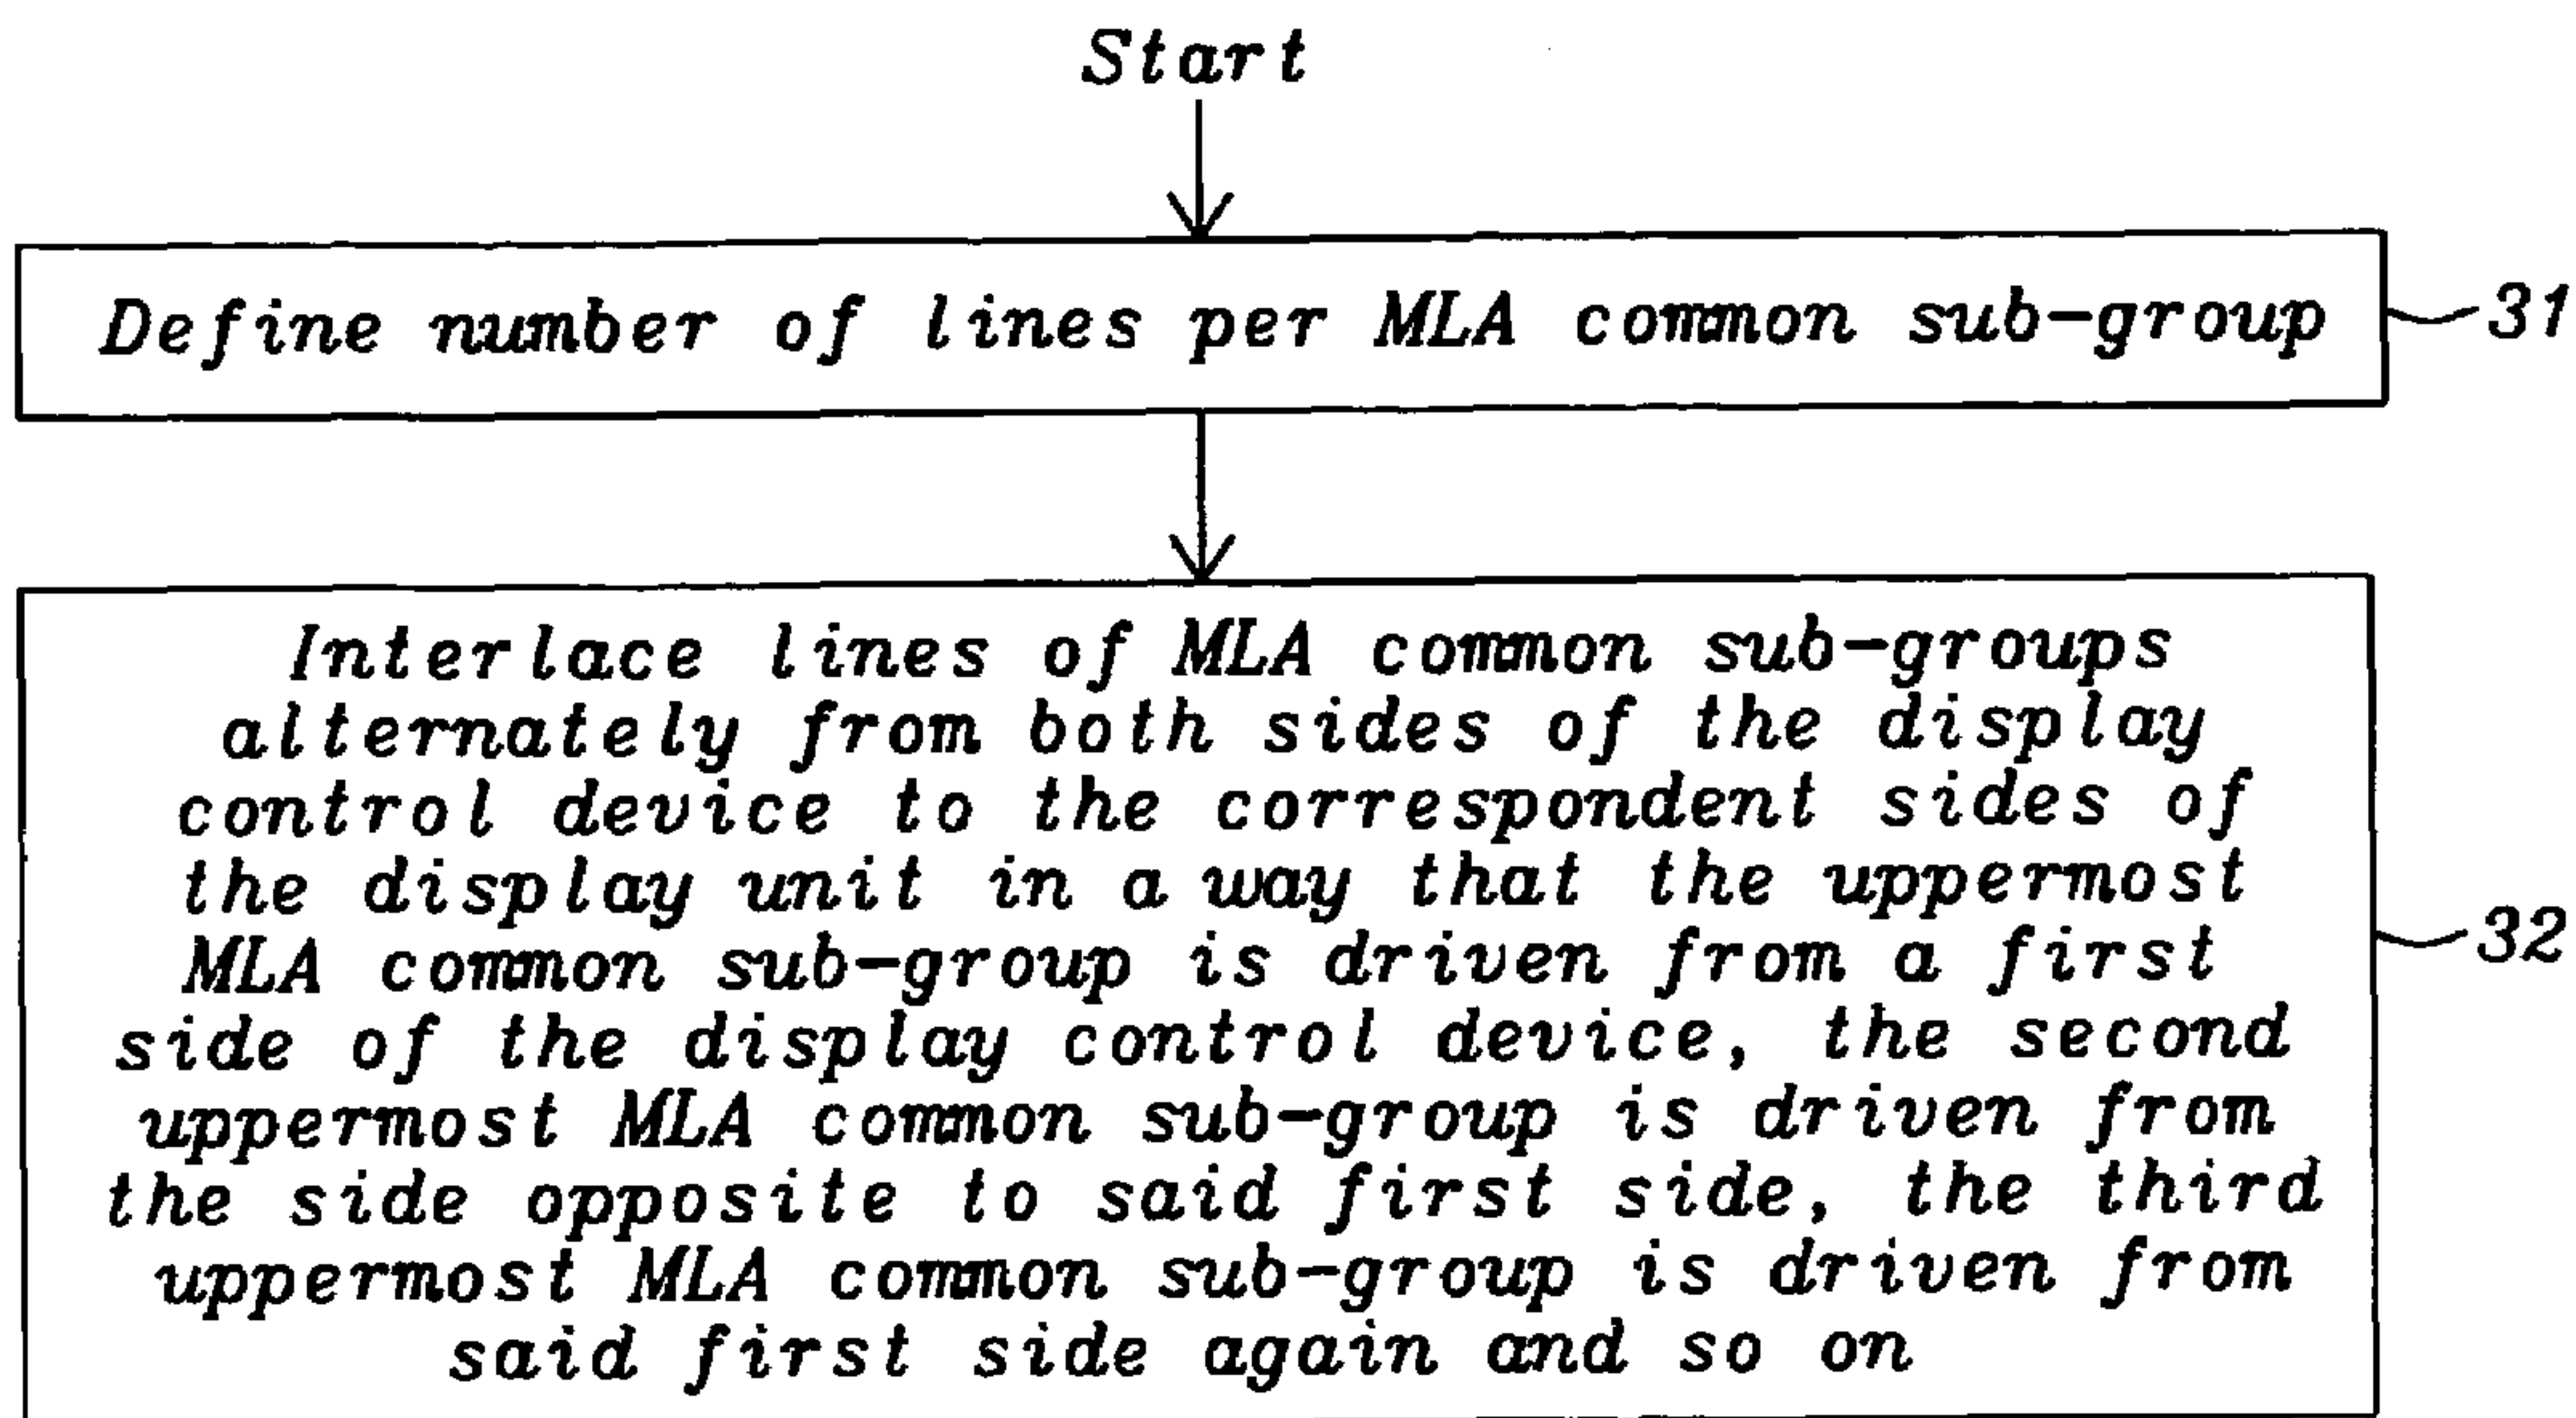 Start
Define number of lines per MLA common sub-group
31
Interlace lines of MLA common sub-groups
alternately from both sides of the display
control device to the correspondent sides of
the display unit in a way that the uppermost
MLA common sub-group is driven from a first
side of the display control device, the second
uppermost MLA common sub-group is driven from
the side opposite to said first side, the third
uppermost MLA common sub-group is driven from
said first side again and so on
32